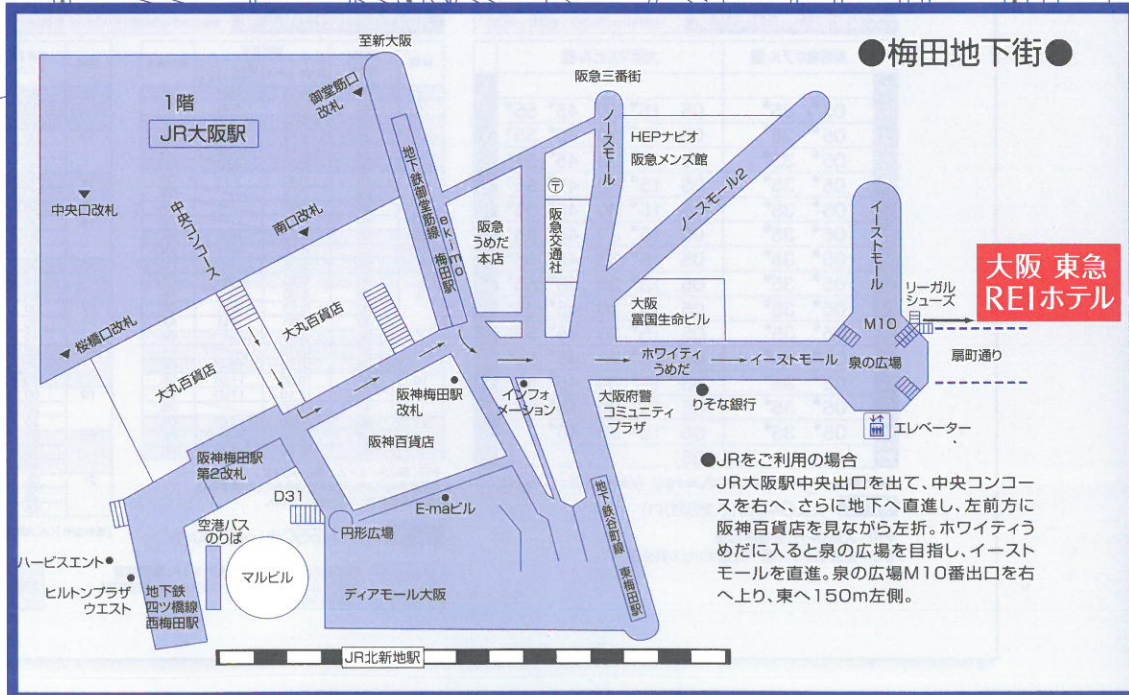 ●梅田地下街●
至新大阪
御堂筋口
改札
1階
JR大阪駅
中央口改札
中央コンコース
南口改札
桜橋口改札
大丸百貨店
大丸百貨店
地下鉄御堂筋線 梅田駅
ekimo
阪急
うめだ
本店
阪急交通社
〒
阪急三番街
ノースモール
HEPナビオ
阪急メンズ館
ノースモール2
イーストモール
リーガル
シューズ
大阪 東急
REIホテル
M10
泉の広場
扇町通り
エレベーター
大阪
富国生命ビル
ホワイティ
うめだ
イーストモール
りそな銀行
大阪府警
コミュニティ
プラザ
インフォ
メーション
阪神梅田駅
改札
阪神百貨店
阪神梅田駅
第2改札
D31
円形広場
E-maビル
空港バス
のりば
マルビル
ハービスエント
ヒルトンプラザ
ウエスト
地下鉄
四ツ橋線
西梅田駅
ディアモール大阪
地下鉄谷町線 東梅田駅
JR北新地駅
●JRをご利用の場合
JR大阪駅中央出口を出て、中央コンコー
スを右へ、さらに地下へ直進し、左前方に
阪神百貨店を見ながら左折。ホワイティう
めだに入ると泉の広場を目指し、イースト
モールを直進。泉の広場M10番出口を右
へ上り、東へ150m左側。